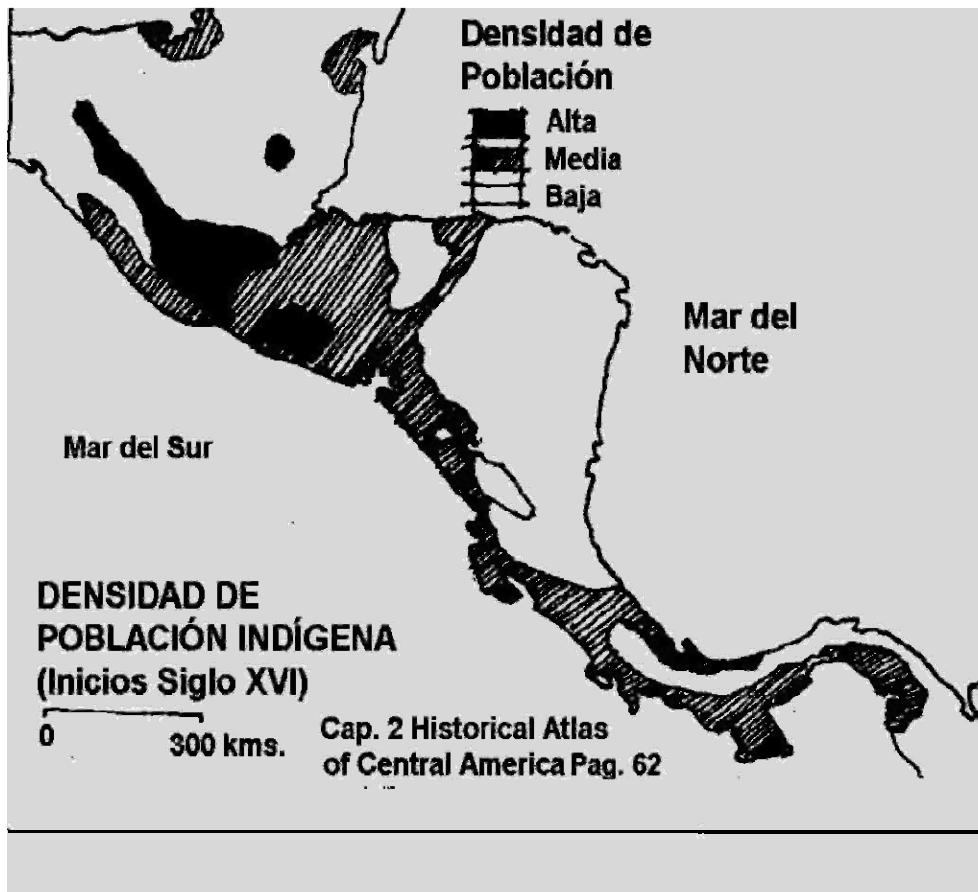 Densidad de
Población
Alta
Media
Baja
Mar del
Norte
Mar del Sur
DENSIDAD DE
POBLACIÓN INDÍGENA
(Inicios Siglo XVI)
0 300 kms.
Cap. 2 Historical Atlas
of Central America Pag. 62